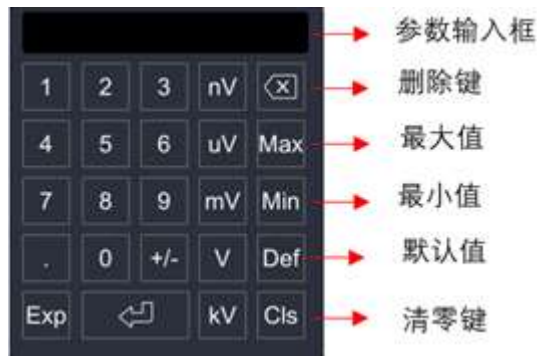 参数输入框
1 2 3 nV 删除键
4 5 6 uV Max 最大值
7 8 9 mV Min 最小值
. 0 +/- V Def 默认值
Exp kV Cls 清零键